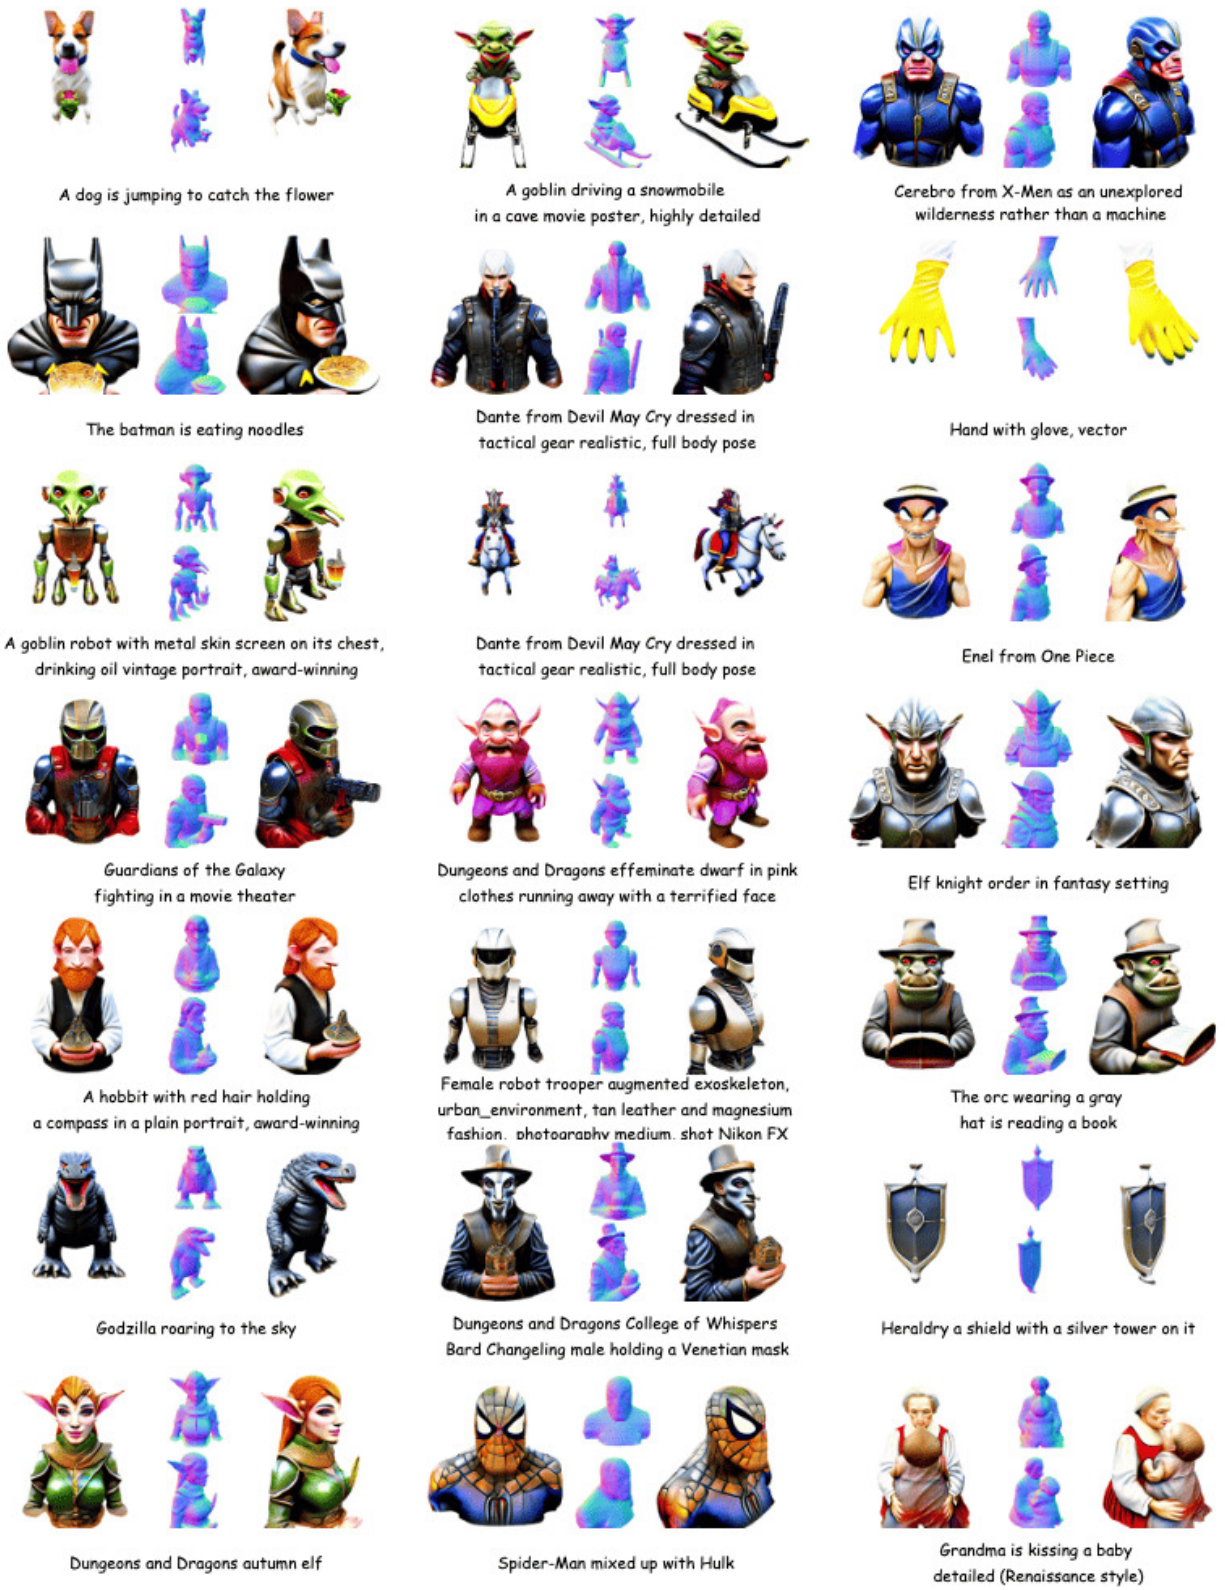 A dog is jumping to catch the flower
A goblin driving a snowmobile
in a cave movie poster, highly detailed
Cerebro from X-Men as an unexplored
wilderness rather than a machine
The batman is eating noodles
Dante from Devil May Cry dressed in
tactical gear realistic, full body pose
Hand with glove, vector
A goblin robot with metal skin screen on its chest,
drinking oil vintage portrait, award-winning
Dante from Devil May Cry dressed in
tactical gear realistic, full body pose
Enel from One Piece
Guardians of the Galaxy
fighting in a movie theater
Dungeons and Dragons effeminate dwarf in pink
clothes running away with a terrified face
Elf knight order in fantasy setting
A hobbit with red hair holding
a compass in a plain portrait, award-winning
Female robot trooper augmented exoskeleton,
urban_environment, tan leather and magnesium
fashion, photography medium, shot Nikon FX
The orc wearing a gray
hat is reading a book
Godzilla roaring to the sky
Dungeons and Dragons College of Whispers
Bard Changeling male holding a Venetian mask
Heraldry a shield with a silver tower on it
Dungeons and Dragons autumn elf
Spider-Man mixed up with Hulk
Grandma is kissing a baby
detailed (Renaissance style)